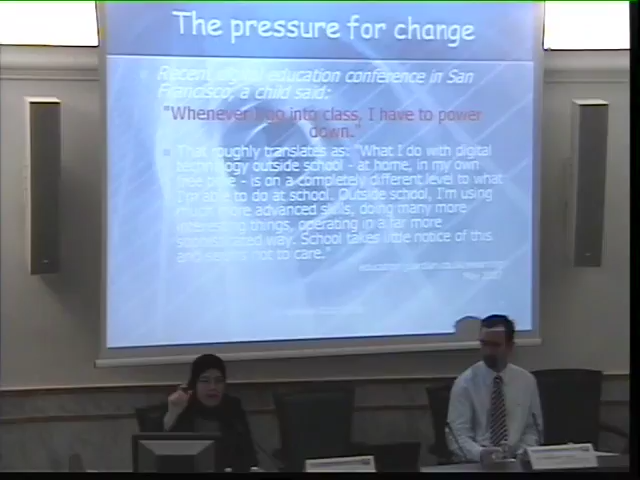 The pressure for change
Recent digital education conference in San
Francisco, a child said:
"Whenever I go into class, I have to power
down."
That roughly translates as: "What I do with digital
technology outside school - at home, in my own
free time - is on a completely different level to what
I'm able to do at school. Outside school, I'm using
much more advanced skills, doing many more
interesting things, operating in a far more
sophisticated way. School takes little notice of this
and seems not to care."